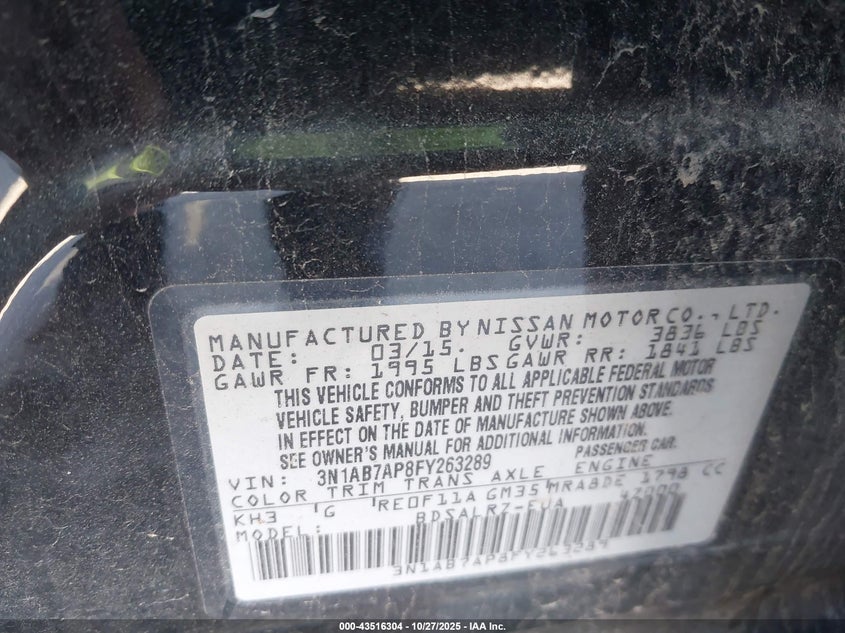 MANUFACTURED BY NISSAN MOTOR CO., LTD.
DATE: 03/15. GVWR: 3836 LBS
GAWR FR: 1995 LBS GAWR RR: 1841 LBS
THIS VEHICLE CONFORMS TO ALL APPLICABLE FEDERAL MOTOR
VEHICLE SAFETY, BUMPER AND THEFT PREVENTION STANDARDS
IN EFFECT ON THE DATE OF MANUFACTURE SHOWN ABOVE.
SEE OWNER'S MANUAL FOR ADDITIONAL INFORMATION.
VIN: 3N1AB7AP8FY263289 PASSENGER CAR.
COLOR TRIM TRANS AXLE ENGINE
KH3 G RE0F11A GM35 MRA8DE 1798 CC
MODEL: BDSALRZ-EUA 47000
3N1AB7AP8FY263289
000-43516304 | 10/27/2025 | IAA Inc.